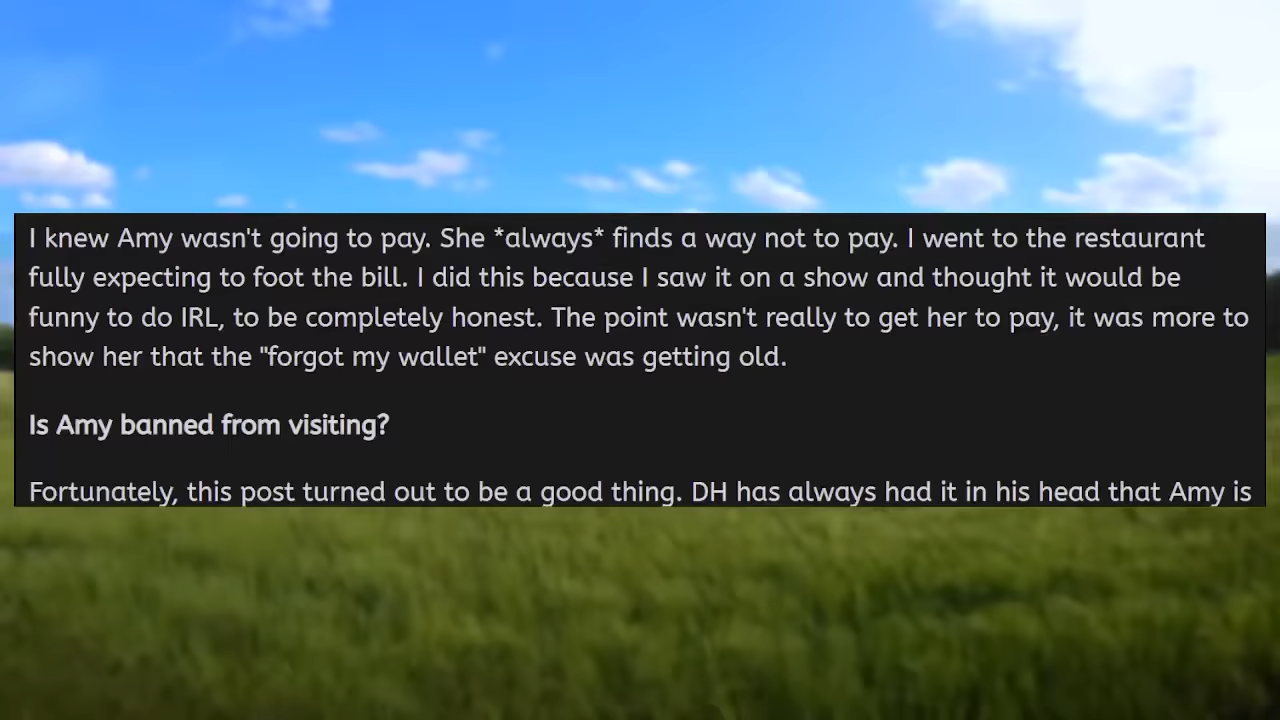 I knew Amy wasn't going to pay. She *always* finds a way not to pay. I went to the restaurant
fully expecting to foot the bill. I did this because I saw it on a show and thought it would be
funny to do IRL, to be completely honest. The point wasn't really to get her to pay, it was more to
show her that the "forgot my wallet" excuse was getting old.
Is Amy banned from visiting?
Fortunately, this post turned out to be a good thing. DH has always had it in his head that Amy is